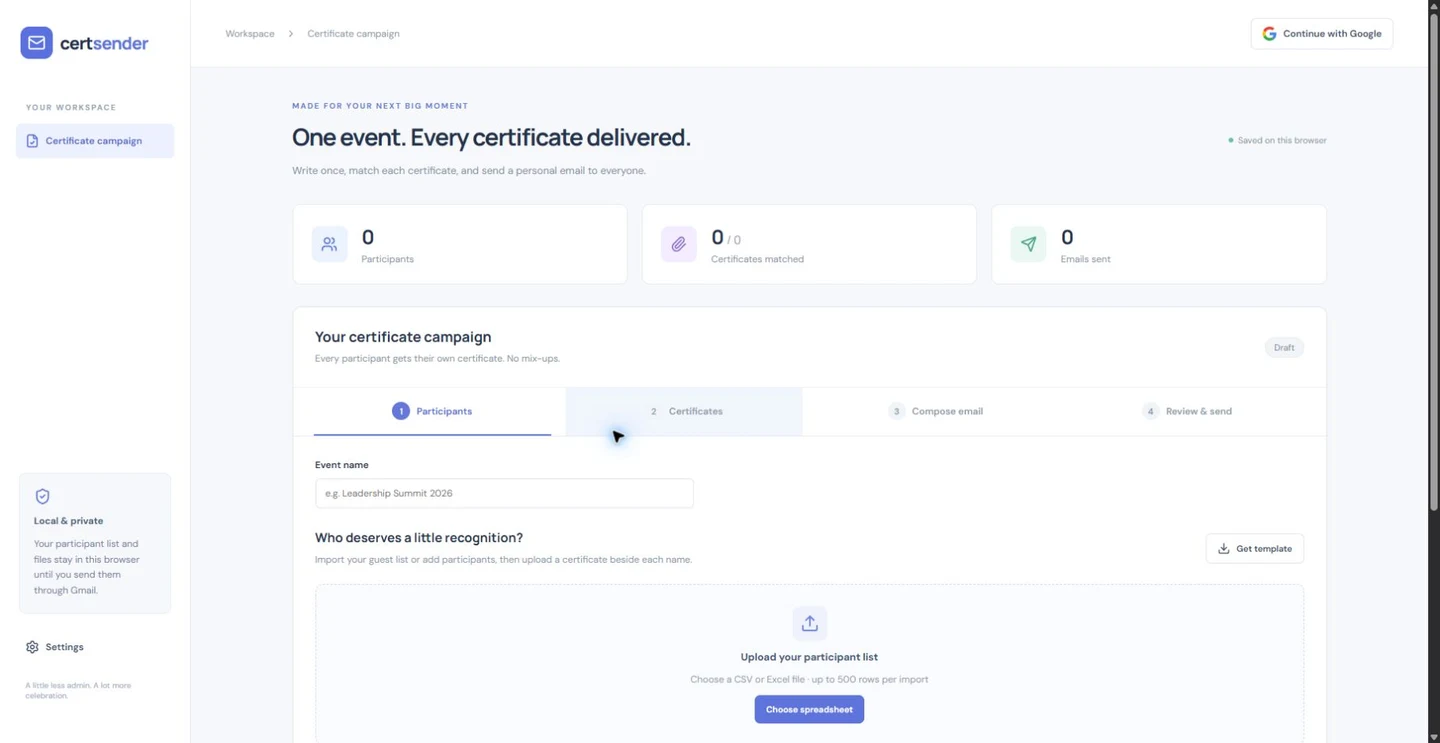 certsender
Workspace > Certificate campaign
Continue with Google
YOUR WORKSPACE
Certificate campaign
MADE FOR YOUR NEXT BIG MOMENT
One event. Every certificate delivered.
Saved on this browser
Write once, match each certificate, and send a personal email to everyone.
0
Participants
0 / 0
Certificates matched
0
Emails sent
Your certificate campaign
Every participant gets their own certificate. No mix-ups.
Draft
1 Participants
2 Certificates
3 Compose email
4 Review & send
Event name
e.g. Leadership Summit 2026
Who deserves a little recognition?
Import your guest list or add participants, then upload a certificate beside each name.
Get template
Upload your participant list
Choose a CSV or Excel file · up to 500 rows per import
Choose spreadsheet
Local & private
Your participant list and
files stay in this browser
until you send them
through Gmail.
Settings
A little less admin. A lot more
celebration.